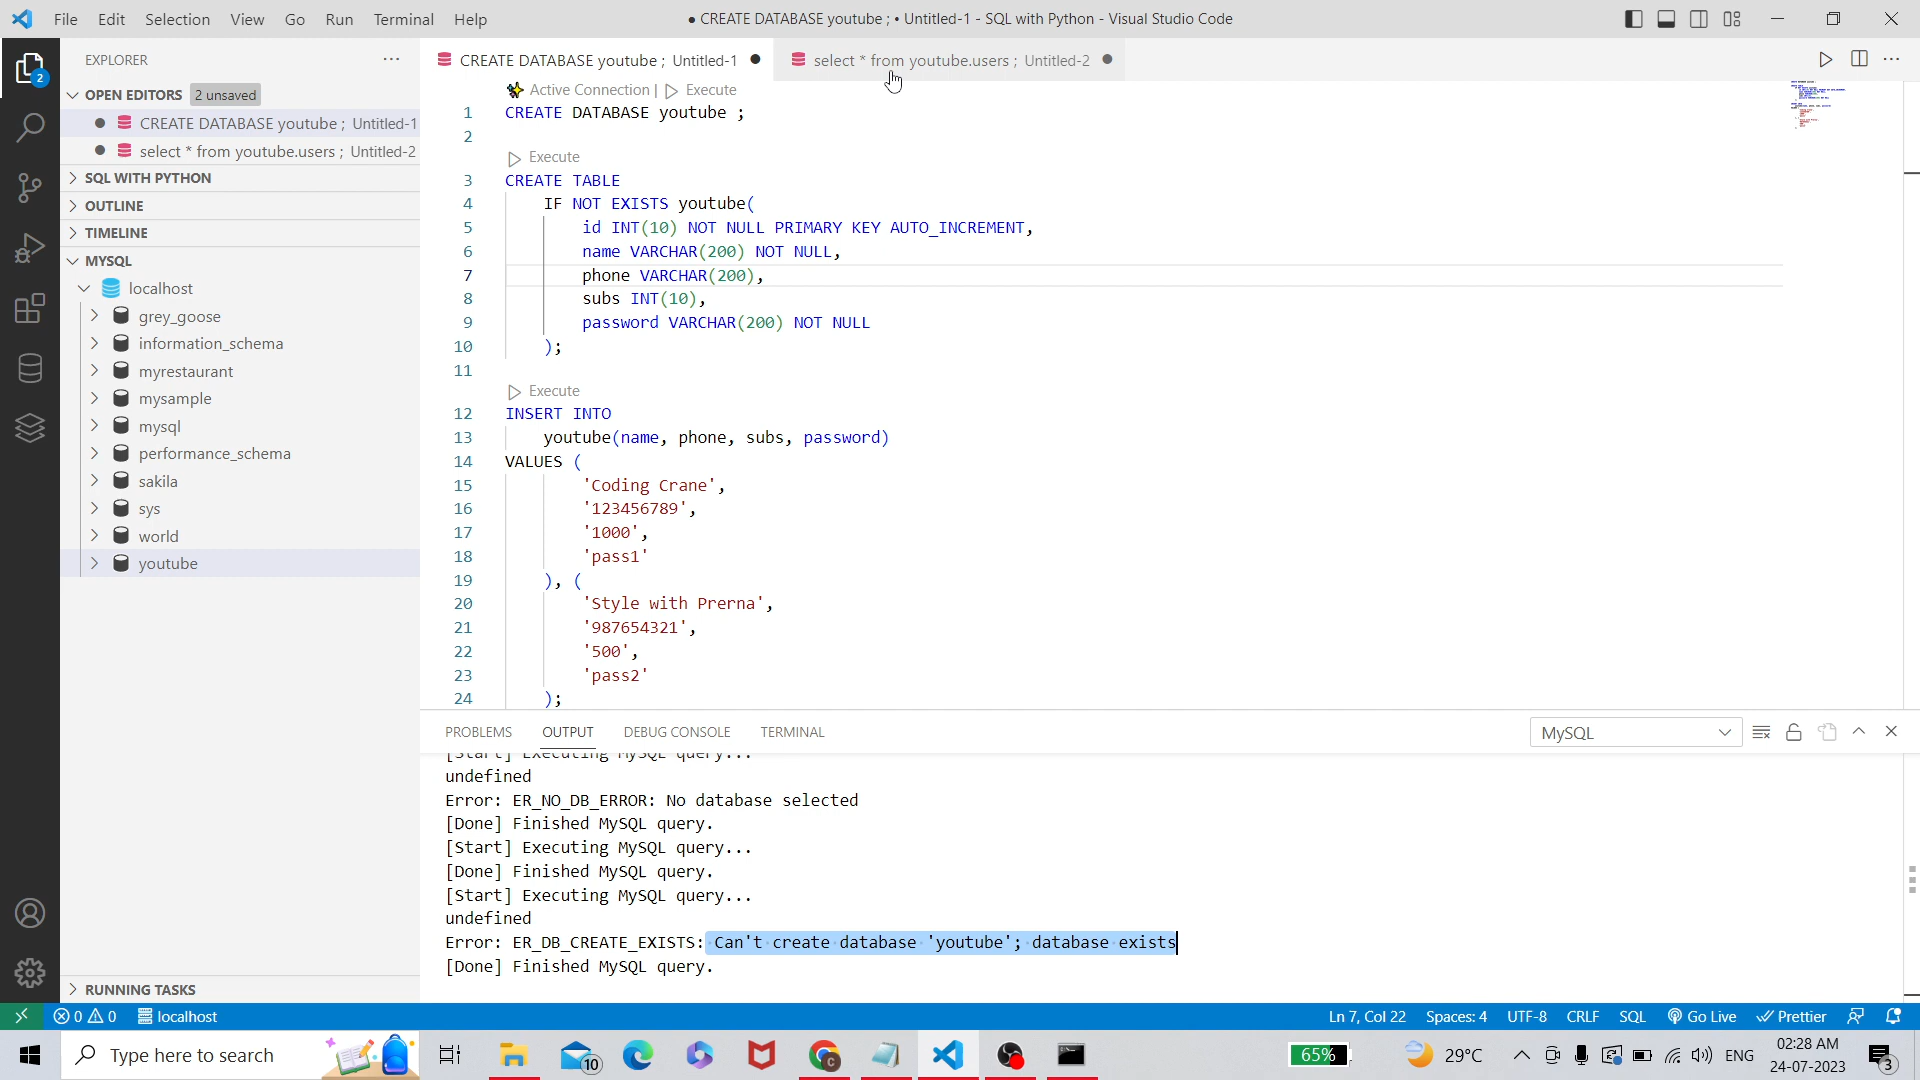 File Edit Selection View Go Run Terminal Help
● CREATE DATABASE youtube ; • Untitled-1 - SQL with Python - Visual Studio Code
EXPLORER
2
OPEN EDITORS 2 unsaved
CREATE DATABASE youtube ; Untitled-1
select * from youtube.users ; Untitled-2
SQL WITH PYTHON
OUTLINE
TIMELINE
MYSQL
localhost
grey_goose
information_schema
myrestaurant
mysample
mysql
performance_schema
sakila
sys
world
youtube
RUNNING TASKS
CREATE DATABASE youtube ; Untitled-1 ●
select * from youtube.users ; Untitled-2 ●
Active Connection | Execute
1 CREATE DATABASE youtube ;
2
Execute
3 CREATE TABLE
4 IF NOT EXISTS youtube(
5 id INT(10) NOT NULL PRIMARY KEY AUTO_INCREMENT,
6 name VARCHAR(200) NOT NULL,
7 phone VARCHAR(200),
8 subs INT(10),
9 password VARCHAR(200) NOT NULL
10 );
11
Execute
12 INSERT INTO
13 youtube(name, phone, subs, password)
14 VALUES (
15 'Coding Crane',
16 '123456789',
17 '1000',
18 'pass1'
19 ), (
20 'Style with Prerna',
21 '987654321',
22 '500',
23 'pass2'
24 );
PROBLEMS OUTPUT DEBUG CONSOLE TERMINAL
MySQL
[Start] Executing MySQL query...
undefined
Error: ER_NO_DB_ERROR: No database selected
[Done] Finished MySQL query.
[Start] Executing MySQL query...
[Done] Finished MySQL query.
[Start] Executing MySQL query...
undefined
Error: ER_DB_CREATE_EXISTS: Can't create database 'youtube'; database exists
[Done] Finished MySQL query.
0 0 localhost
Ln 7, Col 22 Spaces: 4 UTF-8 CRLF SQL Go Live Prettier
Type here to search
10
65%
29°C
ENG
02:28 AM
24-07-2023
3